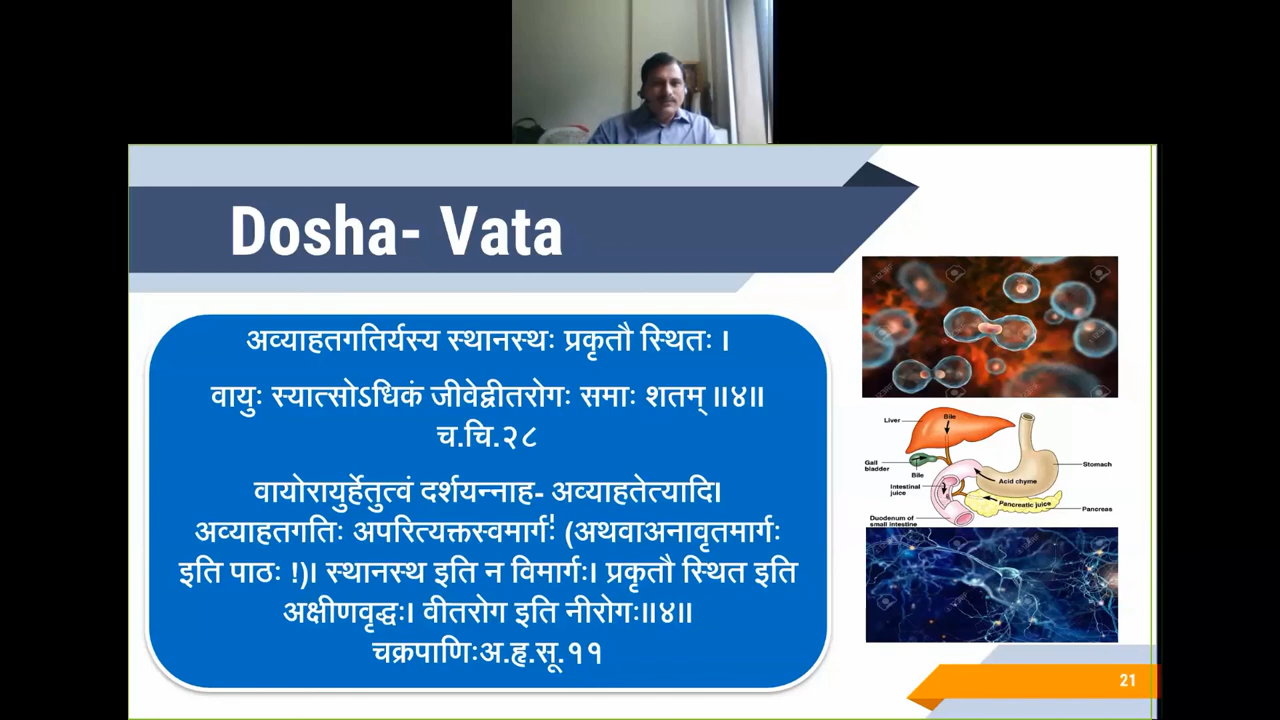 Dosha- Vata
अव्याहतगतिर्यस्य स्थानस्थः प्रकृतौ स्थितः ।
वायुः स्यात्सोऽधिकं जीवेद्वीतरोगः समाः शतम् ॥४॥
च.चि.२८
वायोरायुर्हेतुत्वं दर्शयन्नाह- अव्याहतेत्यादि।
अव्याहतगतिः अपरित्यक्तस्वमार्गः! (अथवाअनावृतमार्गः
इति पाठः !)। स्थानस्थ इति न विमार्गः। प्रकृतौ स्थित इति
अक्षीणवृद्धः। वीतरोग इति नीरोगः॥४॥
चक्रपाणिःअ.हृ.सू.११
Liver
Bile
Gall
bladder
Bile
Stomach
Acid chyme
Intestinal
juice
Pancreatic juice
Pancreas
Duodenum of
small intestine
21